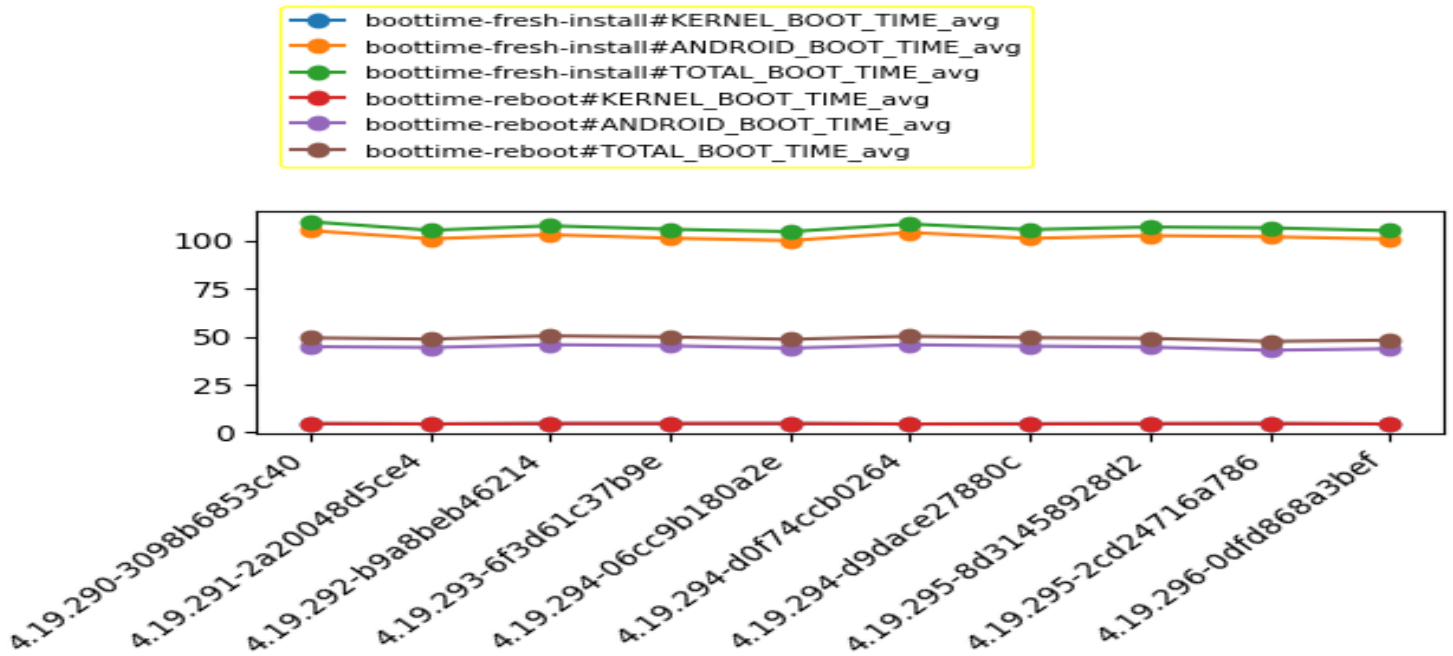 boottime-fresh-install#KERNEL_BOOT_TIME_avg
boottime-fresh-install#ANDROID_BOOT_TIME_avg
boottime-fresh-install#TOTAL_BOOT_TIME_avg
boottime-reboot#KERNEL_BOOT_TIME_avg
boottime-reboot#ANDROID_BOOT_TIME_avg
boottime-reboot#TOTAL_BOOT_TIME_avg
100
75
50
25
0
4.19.290-3098b6853c40
4.19.291-2a20048d5ce4
4.19.292-b9a8beb46214
4.19.293-6f3d61c37b9e
4.19.294-06cc9b180a2e
4.19.294-d0f74ccb0264
4.19.294-d9dace27880c
4.19.295-8d31458928d2
4.19.295-2cd24716a786
4.19.296-0dfd868a3bef